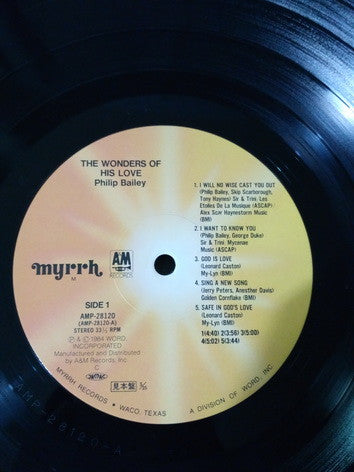 THE WONDERS OF
HIS LOVE
Philip Bailey
myrrh
M
A&M
RECORDS
SIDE 1
AMP-28120
(AMP-28120-A)
STEREO 33 ⅓ RPM
℗ & © 1984 WORD
INCORPORATED
Manufactured and Distributed
by A&M Records, Inc.
見本盤
1. I WILL NO WISE CAST YOU OUT
(Philip Bailey, Skip Scarborough,
Tony Haynes) Sir & Trini, Les
Etoiles De La Musique (ASCAP)
Alex Scar Haynestorm Music
(BMI)
2. I WANT TO KNOW YOU
(Philip Bailey, George Duke)
Sir & Trini, Mycenae
Music (ASCAP)
3. GOD IS LOVE
(Leonard Caston)
My-Lyn (BMI)
4. SING A NEW SONG
(Jerry Peters, Anesther Davis)
Golden Cornflake (BMI)
5. SAFE IN GOD'S LOVE
(Leonard Caston)
My-Lyn (BMI)
1(4:40) 2(3:56) 3(5:00)
4(5:02) 5(3:44)
MYRRH RECORDS • WACO, TEXAS • A DIVISION OF WORD, INC.